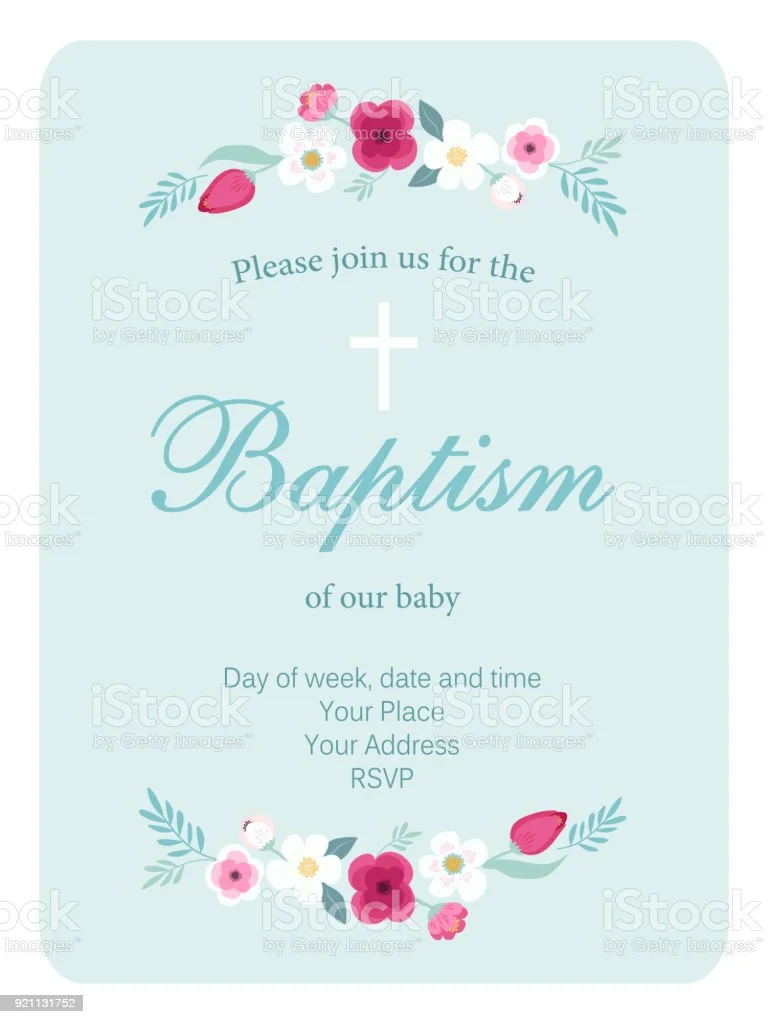 iStock
by Getty Images™
Please join us for the
Baptism
of our baby
Day of week, date and time
Your Place
Your Address
RSVP
921131752